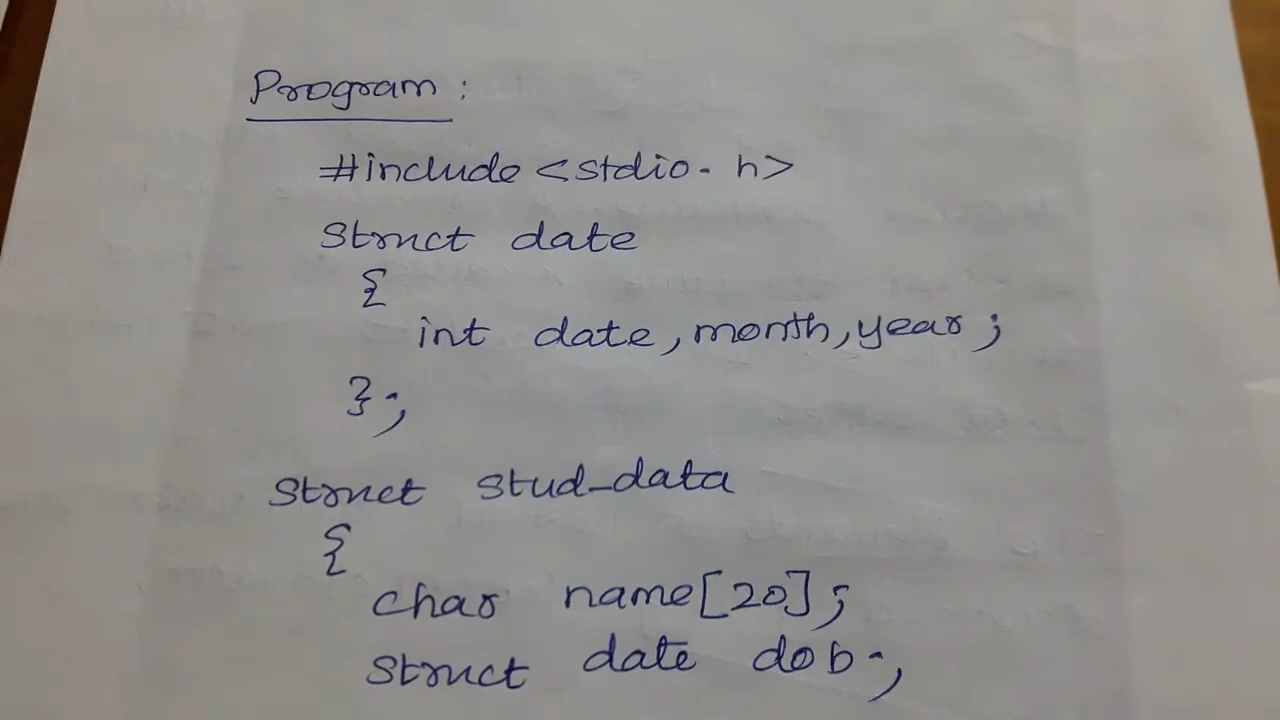 Program :
#include <stdio.h>
Struct date
{
int date, month, year ;
};
Struct stud_data
{
char name[20];
Struct date dob;